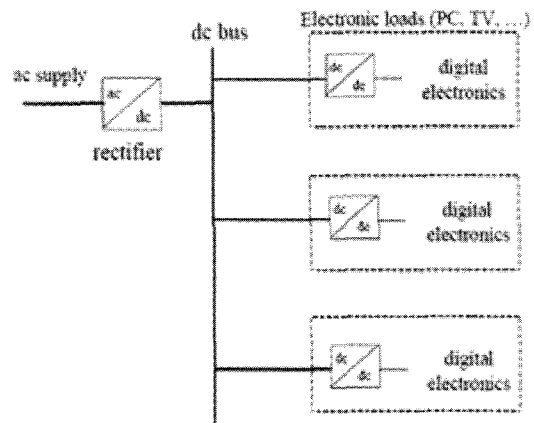 Electronic loads (PC, TV, ...)
dc bus
ac supply
ac
dc
rectifier
dc
dc
digital
electronics
dc
dc
digital
electronics
dc
dc
digital
electronics